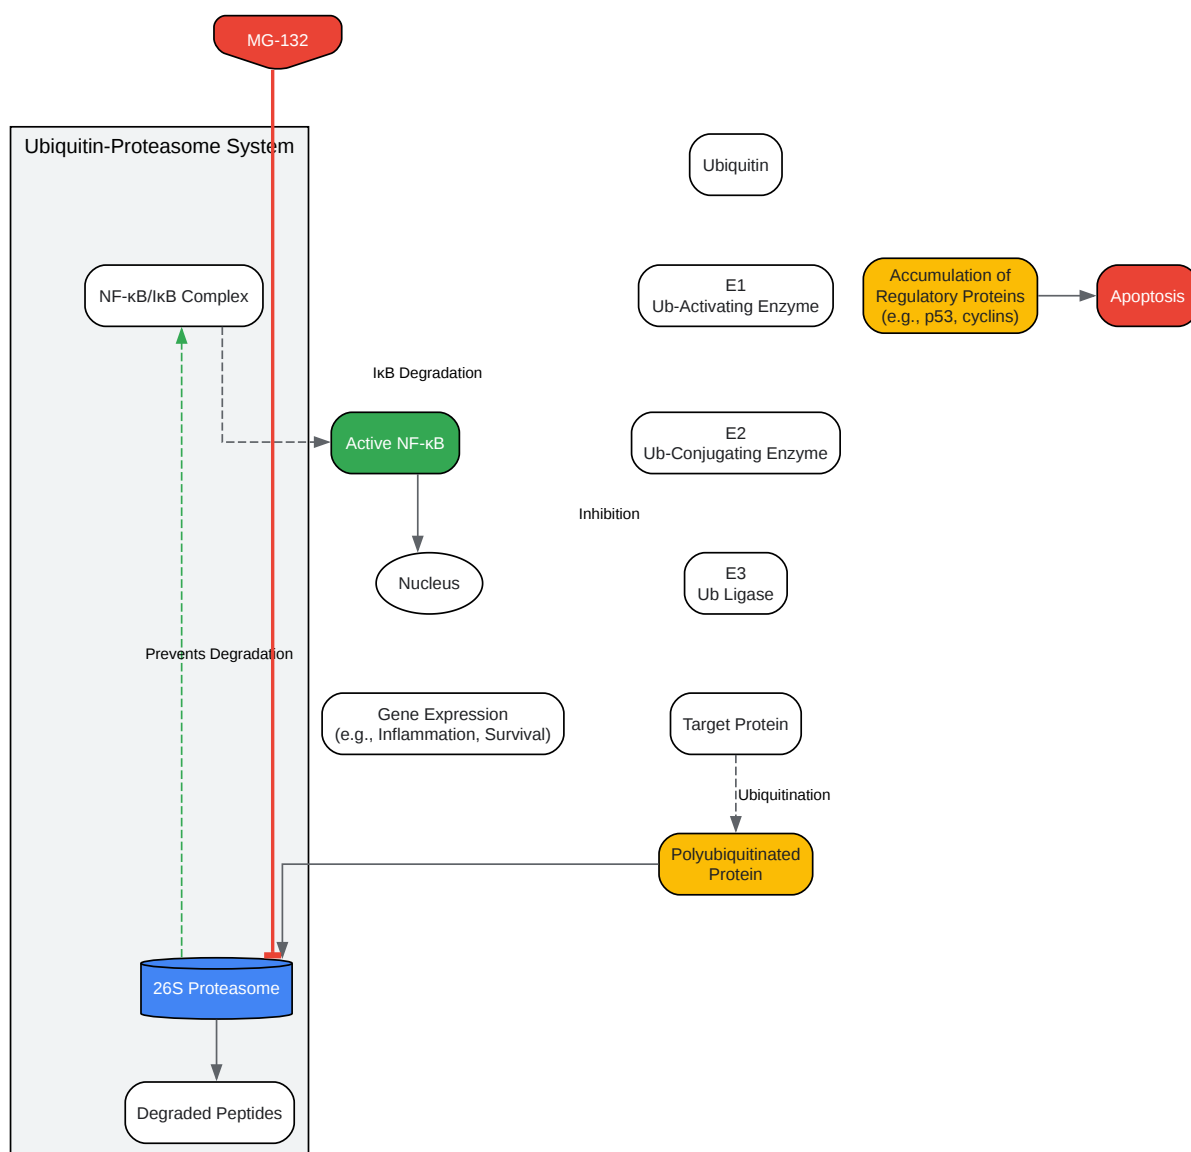 MG-132
Ubiquitin-Proteasome System
Ubiquitin
NF-κB/IκB Complex
E1
Ub-Activating Enzyme
Accumulation of
Regulatory Proteins
(e.g., p53, cyclins)
Apoptosis
IκB Degradation
Active NF-κB
E2
Ub-Conjugating Enzyme
Inhibition
Nucleus
E3
Ub Ligase
Prevents Degradation
Gene Expression
(e.g., Inflammation, Survival)
Target Protein
Ubiquitination
Polyubiquitinated
Protein
26S Proteasome
Degraded Peptides